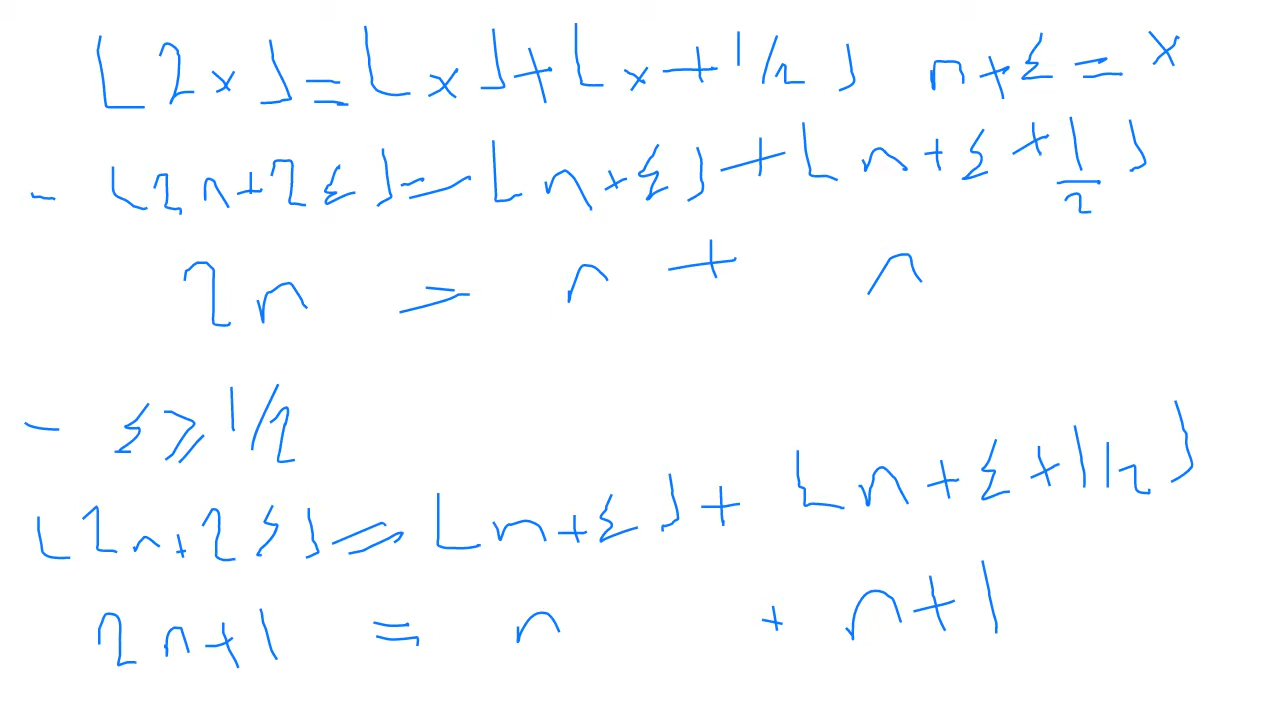 ⌊2x⌋ = ⌊x⌋ + ⌊x + 1/2⌋ n + ε = x
- ⌊2n + 2ε⌋ = ⌊n + ε⌋ + ⌊n + ε + 1/2⌋
2n = n + n
- ε ⩾ 1/2
⌊2n + 2ε⌋ = ⌊n + ε⌋ + ⌊n + ε + 1/2⌋
2n + 1 = n + n + 1